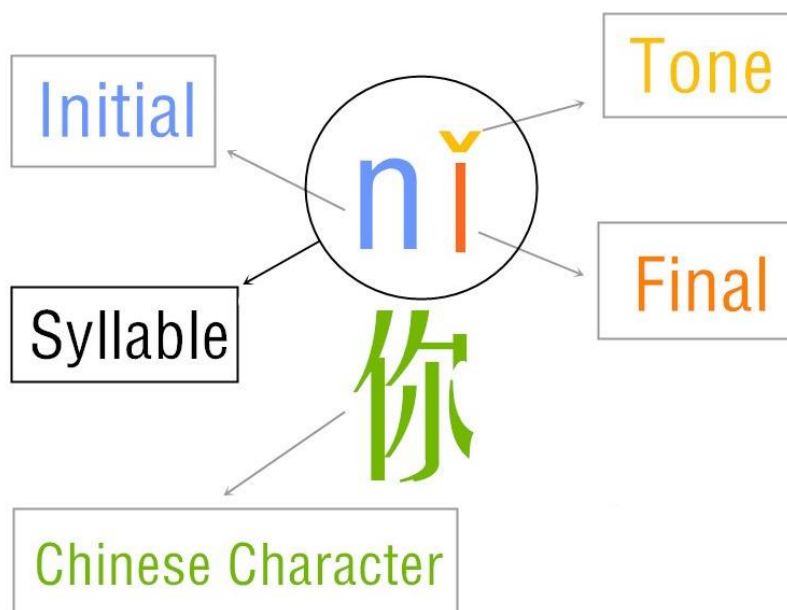 Tone
Initial
nǐ
Final
Syllable
你
Chinese Character